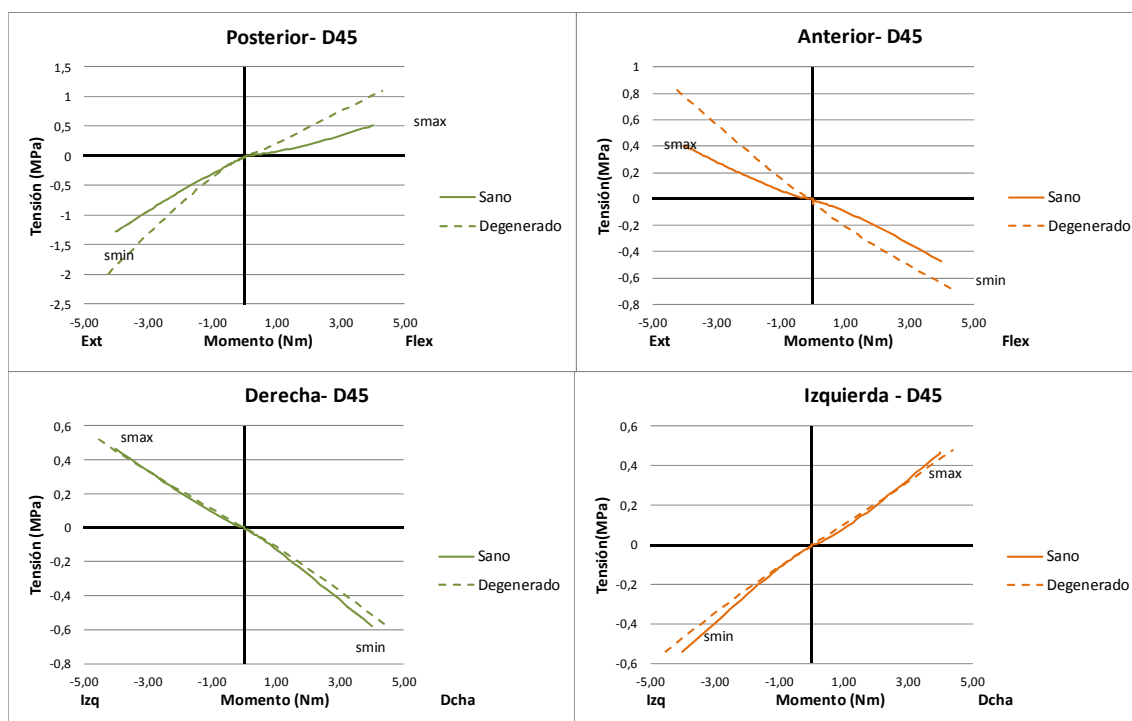 Posterior- D45
1,5
1
0,5
0
-0,5
-1
-1,5
-2
-2,5
Tensión (MPa)
smax
smin
Sano
Degenerado
-5,00 -3,00 -1,00 1,00 3,00 5,00
Ext Momento (Nm) Flex
Anterior- D45
1
0,8
0,6
0,4
0,2
0
-0,2
-0,4
-0,6
-0,8
Tensión(MPa)
smax
smin
Sano
Degenerado
-5,00 -3,00 -1,00 1,00 3,00 5,00
Ext Momento (Nm) Flex
Derecha- D45
0,6
0,4
0,2
0
-0,2
-0,4
-0,6
-0,8
Tensión (MPa)
smax
smin
Sano
Degenerado
-5,00 -3,00 -1,00 1,00 3,00 5,00
Izq Momento (Nm) Dcha
Izquierda - D45
0,6
0,4
0,2
0
-0,2
-0,4
-0,6
Tensión(MPa)
smax
smin
Sano
Degenerado
-5,00 -3,00 -1,00 1,00 3,00 5,00
Izq Momento (Nm) Dcha